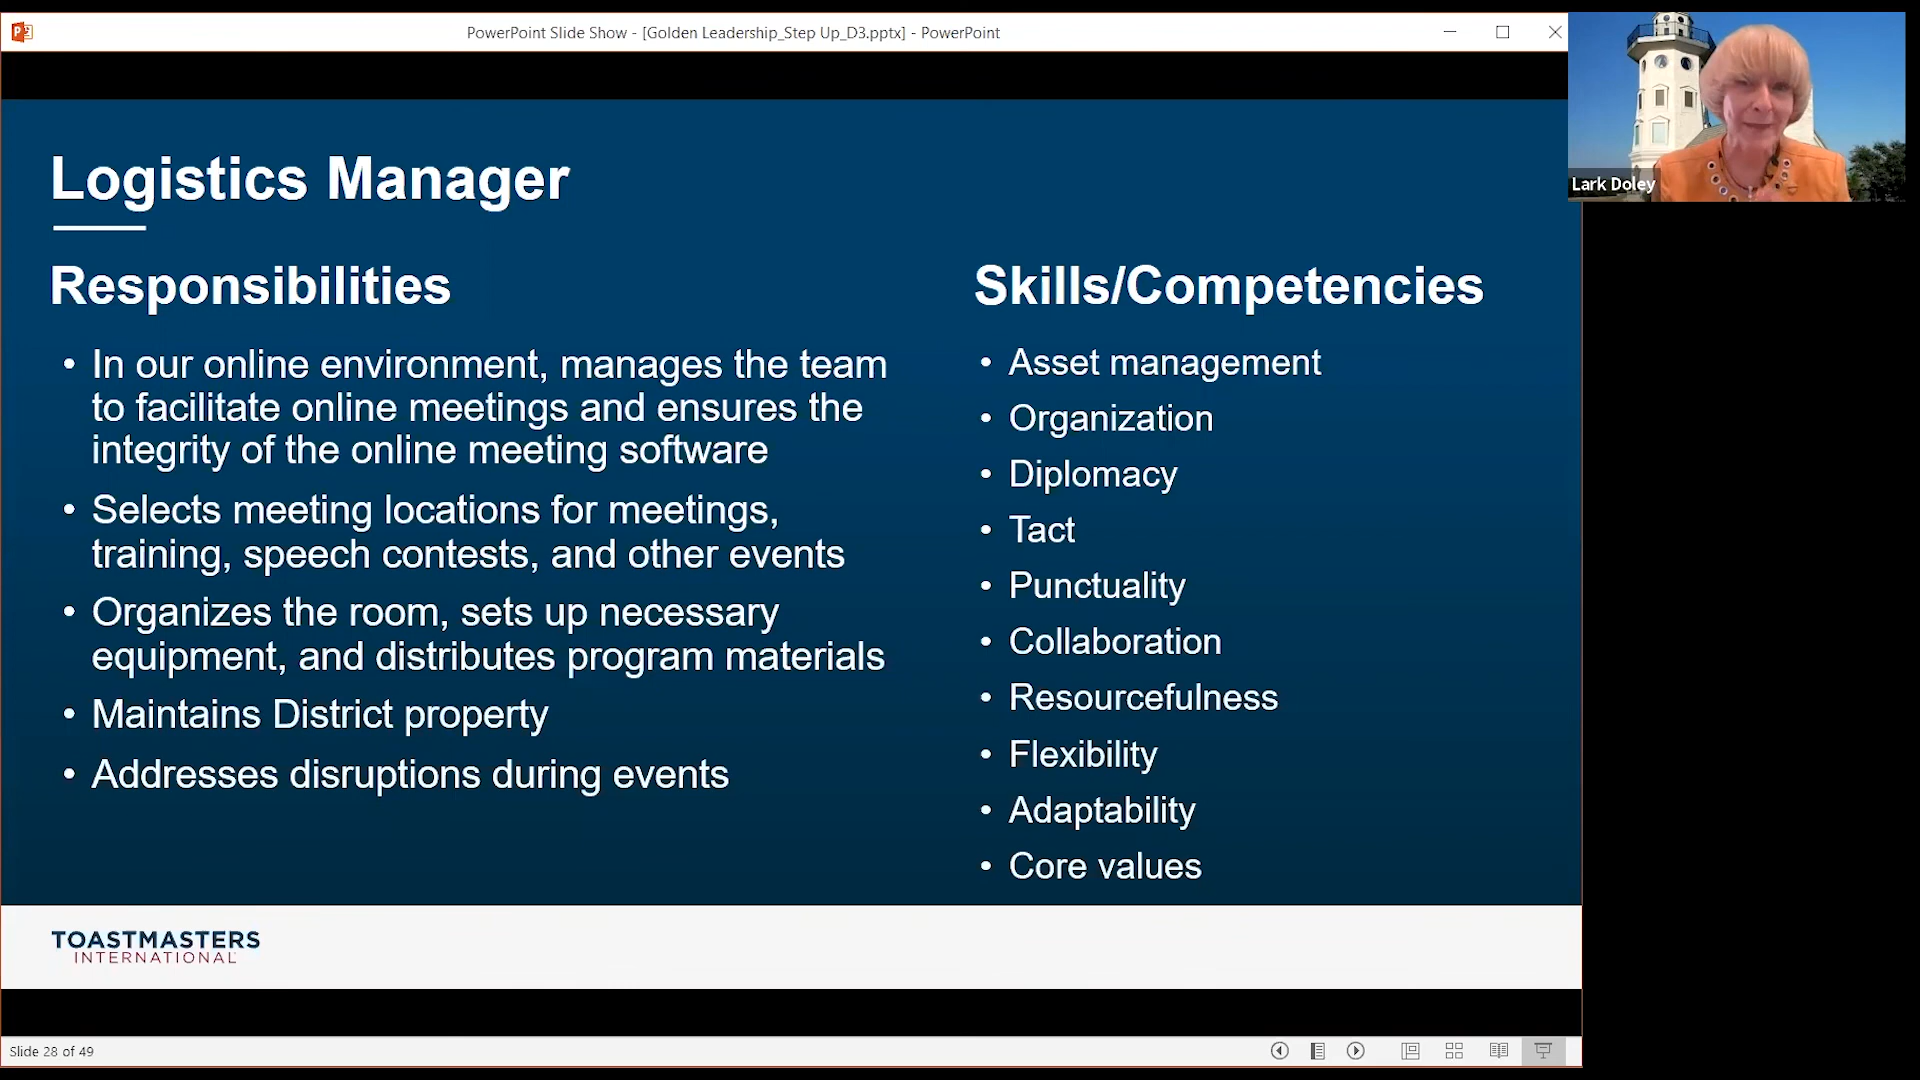 PowerPoint Slide Show - [Golden Leadership_Step Up_D3.pptx] - PowerPoint
Lark Doley
Logistics Manager
Responsibilities
• In our online environment, manages the team
to facilitate online meetings and ensures the
integrity of the online meeting software
• Selects meeting locations for meetings,
training, speech contests, and other events
• Organizes the room, sets up necessary
equipment, and distributes program materials
• Maintains District property
• Addresses disruptions during events
Skills/Competencies
• Asset management
• Organization
• Diplomacy
• Tact
• Punctuality
• Collaboration
• Resourcefulness
• Flexibility
• Adaptability
• Core values
TOASTMASTERS
INTERNATIONAL
Slide 28 of 49